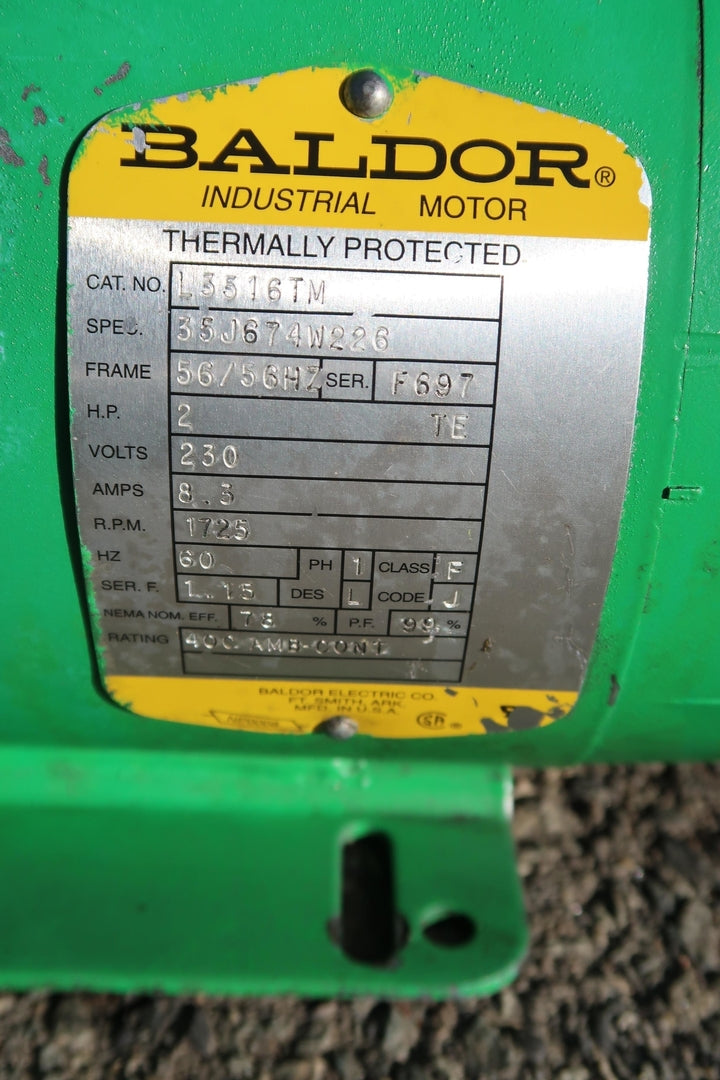 BALDOR®
INDUSTRIAL MOTOR
THERMALLY PROTECTED
CAT. NO. L3516TM
SPEC. 35J674W226
FRAME 56/56HZ SER. F697
H.P. 2 TE
VOLTS 230
AMPS 8.3
R.P.M. 1725
HZ 60 PH 1 CLASS F
SER. F. 1.15 DES L CODE J
NEMA NOM. EFF. 78 % P.F. 99 %
RATING 40C AMB-CONT
BALDOR ELECTRIC CO.
FT. SMITH, ARK.
MFD. IN U.S.A.